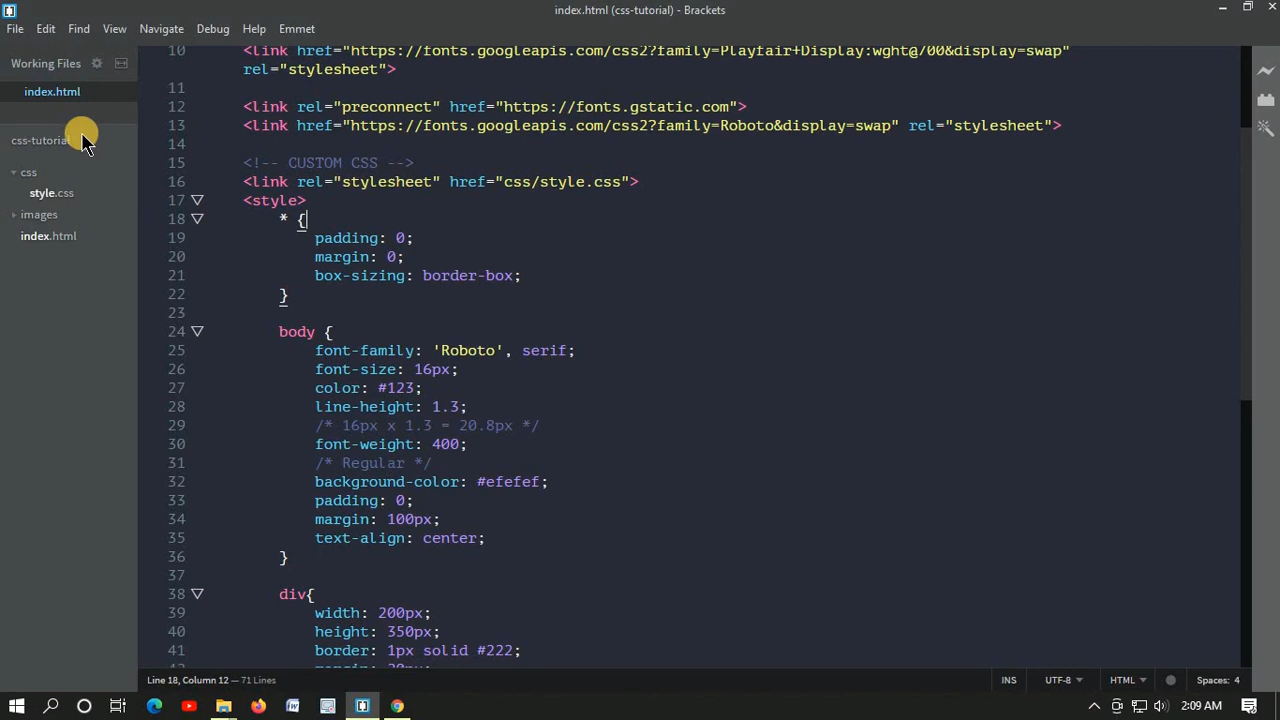 index.html (css-tutorial) - Brackets
File Edit Find View Navigate Debug Help Emmet
Working Files
index.html
css-tutorial
css
style.css
images
index.html
10 <link href="https://fonts.googleapis.com/css2?family=Playfair+Display:wght@700&display=swap"
rel="stylesheet">
11
12 <link rel="preconnect" href="https://fonts.gstatic.com">
13 <link href="https://fonts.googleapis.com/css2?family=Roboto&display=swap" rel="stylesheet">
14
15 <!-- CUSTOM CSS -->
16 <link rel="stylesheet" href="css/style.css">
17 <style>
18 * {
19 padding: 0;
20 margin: 0;
21 box-sizing: border-box;
22 }
23
24 body {
25 font-family: 'Roboto', serif;
26 font-size: 16px;
27 color: #123;
28 line-height: 1.3;
29 /* 16px x 1.3 = 20.8px */
30 font-weight: 400;
31 /* Regular */
32 background-color: #efefef;
33 padding: 0;
34 margin: 100px;
35 text-align: center;
36 }
37
38 div{
39 width: 200px;
40 height: 350px;
41 border: 1px solid #222;
Line 18, Column 12 — 71 Lines
INS UTF-8 HTML Spaces: 4
2:09 AM